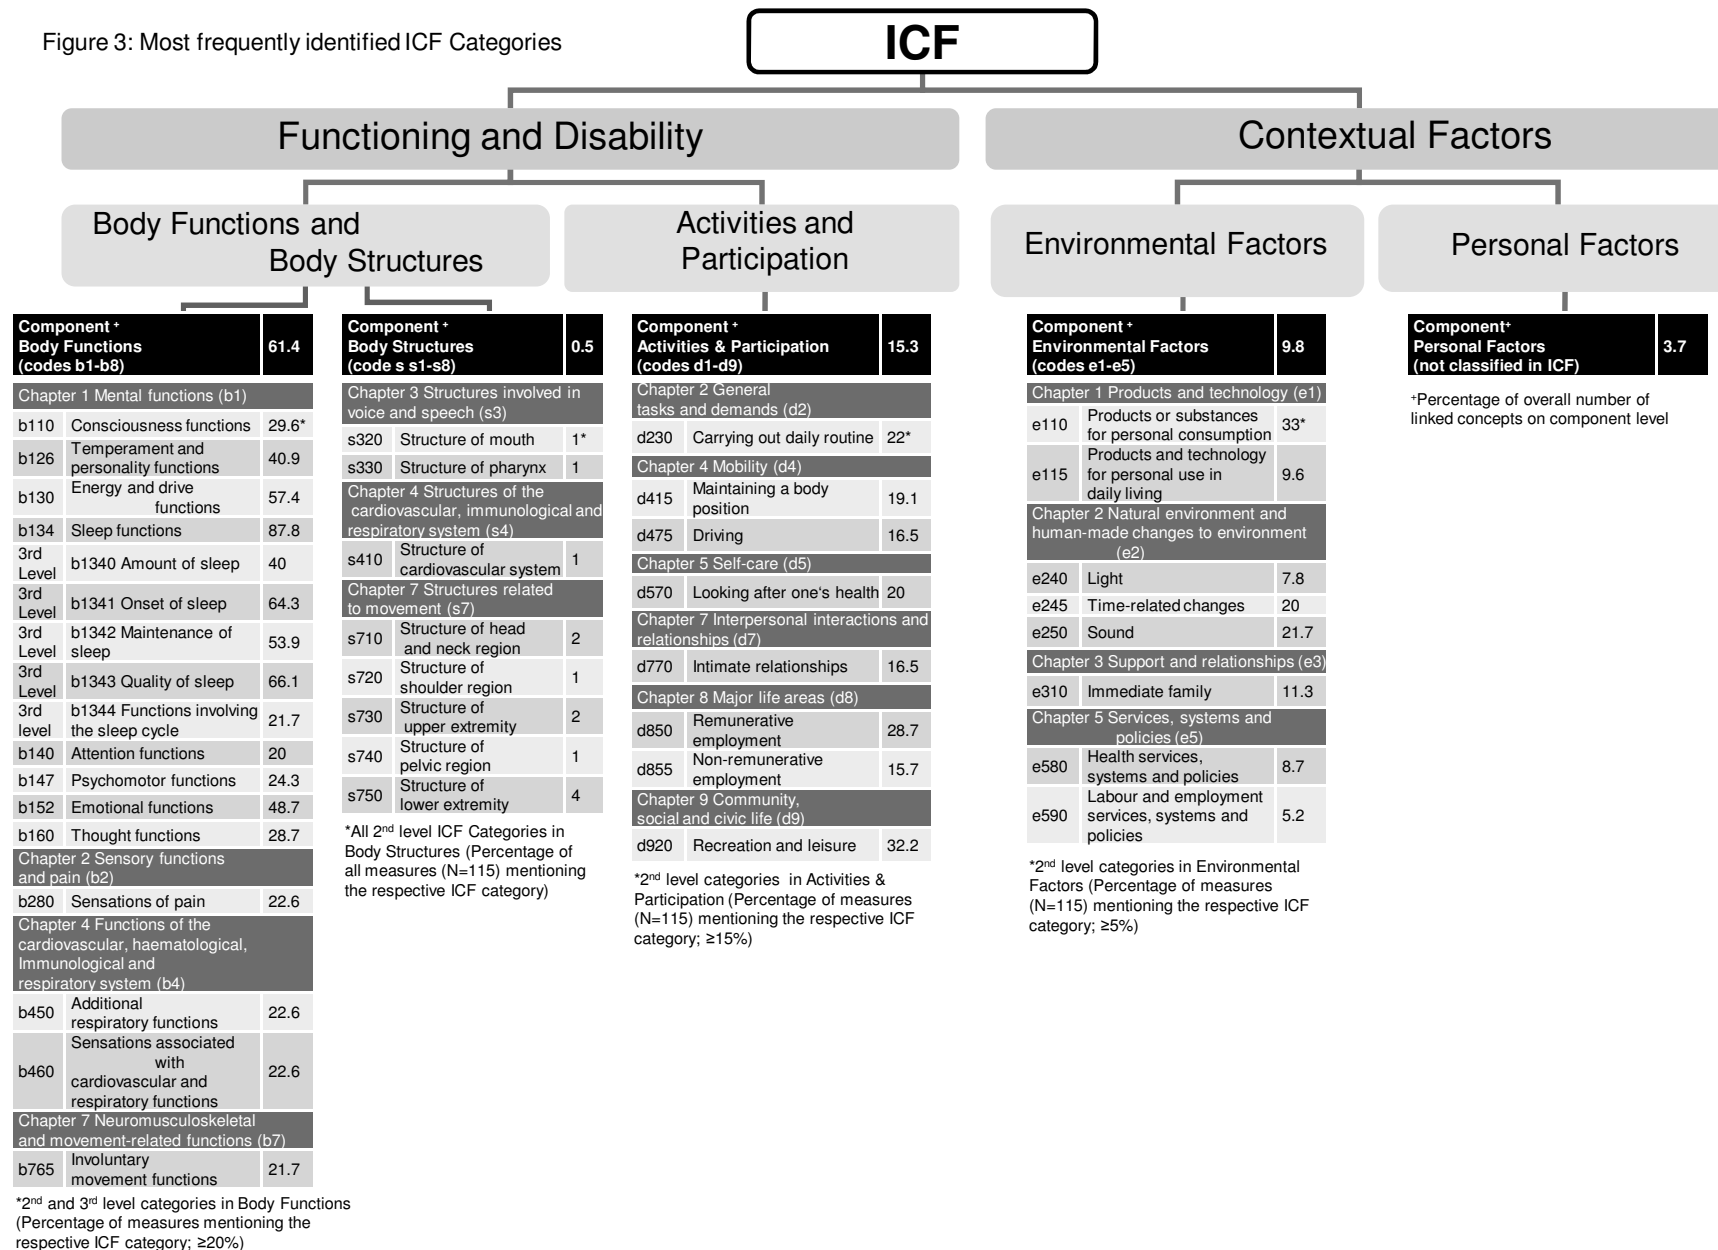 Figure 3: Most frequently identified ICF Categories
ICF
Functioning and Disability
Contextual Factors
Body Functions and
Body Structures
Activities and
Participation
Environmental Factors
Personal Factors
Component +
Body Functions
(codes b1-b8)
61.4
Chapter 1 Mental functions (b1)
b110 Consciousness functions 29.6*
b126 Temperament and
personality functions 40.9
b130 Energy and drive
functions 57.4
b134 Sleep functions 87.8
3rd
Level b1340 Amount of sleep 40
3rd
Level b1341 Onset of sleep 64.3
3rd
Level b1342 Maintenance of
sleep 53.9
3rd
Level b1343 Quality of sleep 66.1
3rd
level b1344 Functions involving
the sleep cycle 21.7
b140 Attention functions 20
b147 Psychomotor functions 24.3
b152 Emotional functions 48.7
b160 Thought functions 28.7
Chapter 2 Sensory functions
and pain (b2)
b280 Sensations of pain 22.6
Chapter 4 Functions of the
cardiovascular, haematological,
Immunological and
respiratory system (b4)
b450 Additional
respiratory functions 22.6
b460 Sensations associated
with
cardiovascular and
respiratory functions 22.6
Chapter 7 Neuromusculoskeletal
and movement-related functions (b7)
b765 Involuntary
movement functions 21.7
*2nd and 3rd level categories in Body Functions
(Percentage of measures mentioning the
respective ICF category; ≥20%)
Component +
Body Structures
(code s s1-s8)
0.5
Chapter 3 Structures involved in
voice and speech (s3)
s320 Structure of mouth 1*
s330 Structure of pharynx 1
Chapter 4 Structures of the
cardiovascular, immunological and
respiratory system (s4)
s410 Structure of
cardiovascular system 1
Chapter 7 Structures related
to movement (s7)
s710 Structure of head
and neck region 2
s720 Structure of
shoulder region 1
s730 Structure of
upper extremity 2
s740 Structure of
pelvic region 1
s750 Structure of
lower extremity 4
*All 2nd level ICF Categories in
Body Structures (Percentage of
all measures (N=115) mentioning
the respective ICF category)
Component +
Activities & Participation
(codes d1-d9)
15.3
Chapter 2 General
tasks and demands (d2)
d230 Carrying out daily routine 22*
Chapter 4 Mobility (d4)
d415 Maintaining a body
position 19.1
d475 Driving 16.5
Chapter 5 Self-care (d5)
d570 Looking after one's health 20
Chapter 7 Interpersonal interactions and
relationships (d7)
d770 Intimate relationships 16.5
Chapter 8 Major life areas (d8)
d850 Remunerative
employment 28.7
d855 Non-remunerative
employment 15.7
Chapter 9 Community,
social and civic life (d9)
d920 Recreation and leisure 32.2
*2nd level categories in Activities &
Participation (Percentage of measures
(N=115) mentioning the respective ICF
category; ≥15%)
Component +
Environmental Factors
(codes e1-e5)
9.8
Chapter 1 Products and technology (e1)
e110 Products or substances
for personal consumption 33*
e115 Products and technology
for personal use in
daily living 9.6
Chapter 2 Natural environment and
human-made changes to environment
(e2)
e240 Light 7.8
e245 Time-related changes 20
e250 Sound 21.7
Chapter 3 Support and relationships (e3)
e310 Immediate family 11.3
Chapter 5 Services, systems and
policies (e5)
e580 Health services,
systems and policies 8.7
e590 Labour and employment
services, systems and
policies 5.2
*2nd level categories in Environmental
Factors (Percentage of measures
(N=115) mentioning the respective ICF
category; ≥5%)
Component+
Personal Factors
(not classified in ICF)
3.7
+Percentage of overall number of
linked concepts on component level